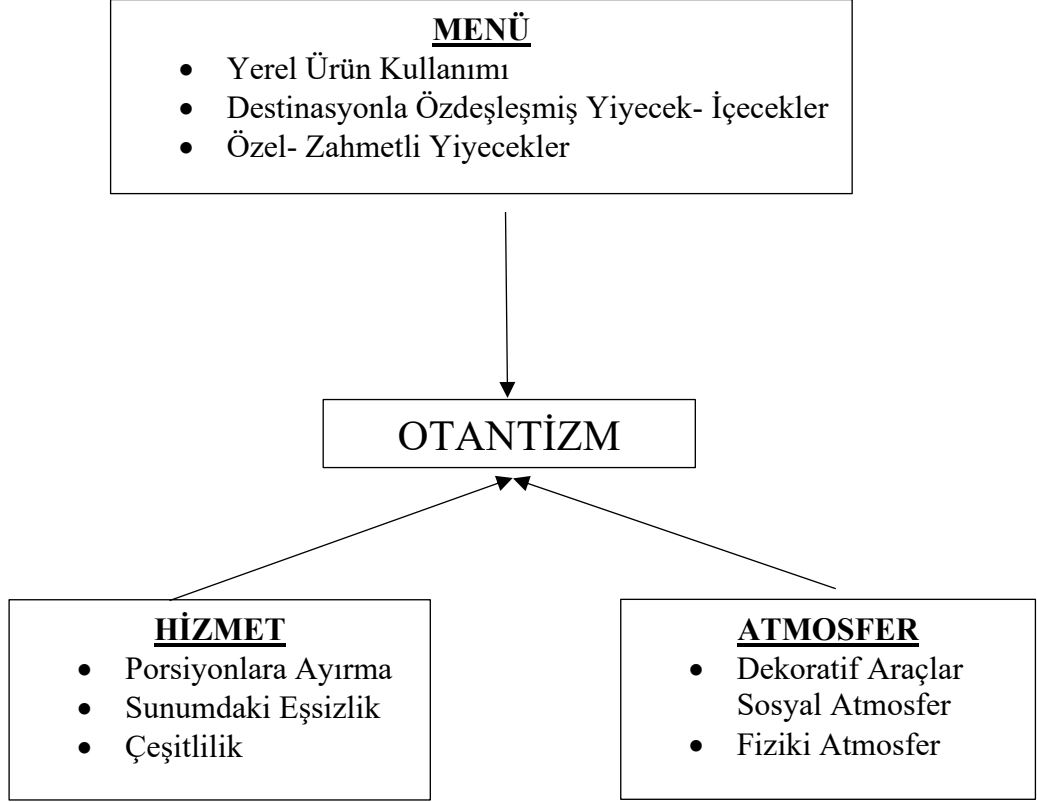 MENÜ
• Yerel Ürün Kullanımı
• Destinasyonla Özdeşleşmiş Yiyecek- İçecekler
• Özel- Zahmetli Yiyecekler
OTANTİZM
HİZMET
• Porsiyonlara Ayırma
• Sunumdaki Eşsizlik
• Çeşitlilik
ATMOSFER
• Dekoratif Araçlar
Sosyal Atmosfer
• Fiziki Atmosfer